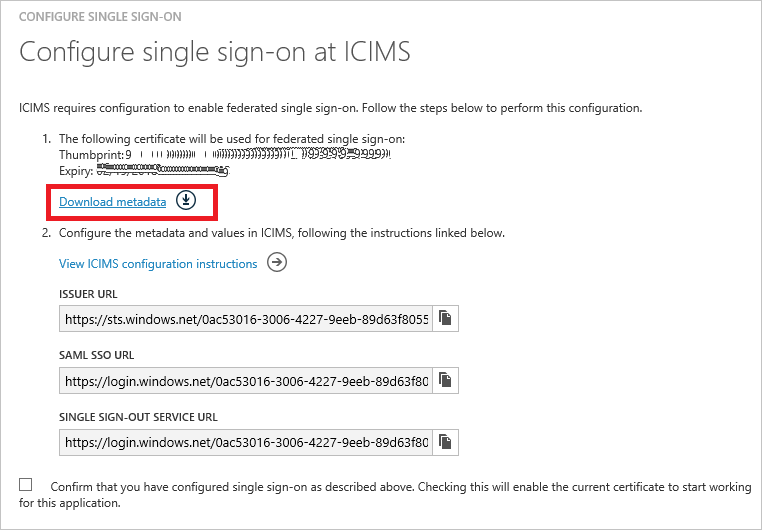 CONFIGURE SINGLE SIGN-ON
Configure single sign-on at ICIMS
ICIMS requires configuration to enable federated single sign-on. Follow the steps below to perform this configuration.
1. The following certificate will be used for federated single sign-on:
Thumbprint:
Expiry:
Download metadata
2. Configure the metadata and values in ICIMS, following the instructions linked below.
View ICIMS configuration instructions
ISSUER URL
https://sts.windows.net/0ac53016-3006-4227-9eeb-89d63f8055
SAML SSO URL
https://login.windows.net/0ac53016-3006-4227-9eeb-89d63f80
SINGLE SIGN-OUT SERVICE URL
https://login.windows.net/0ac53016-3006-4227-9eeb-89d63f80
Confirm that you have configured single sign-on as described above. Checking this will enable the current certificate to start working
for this application.